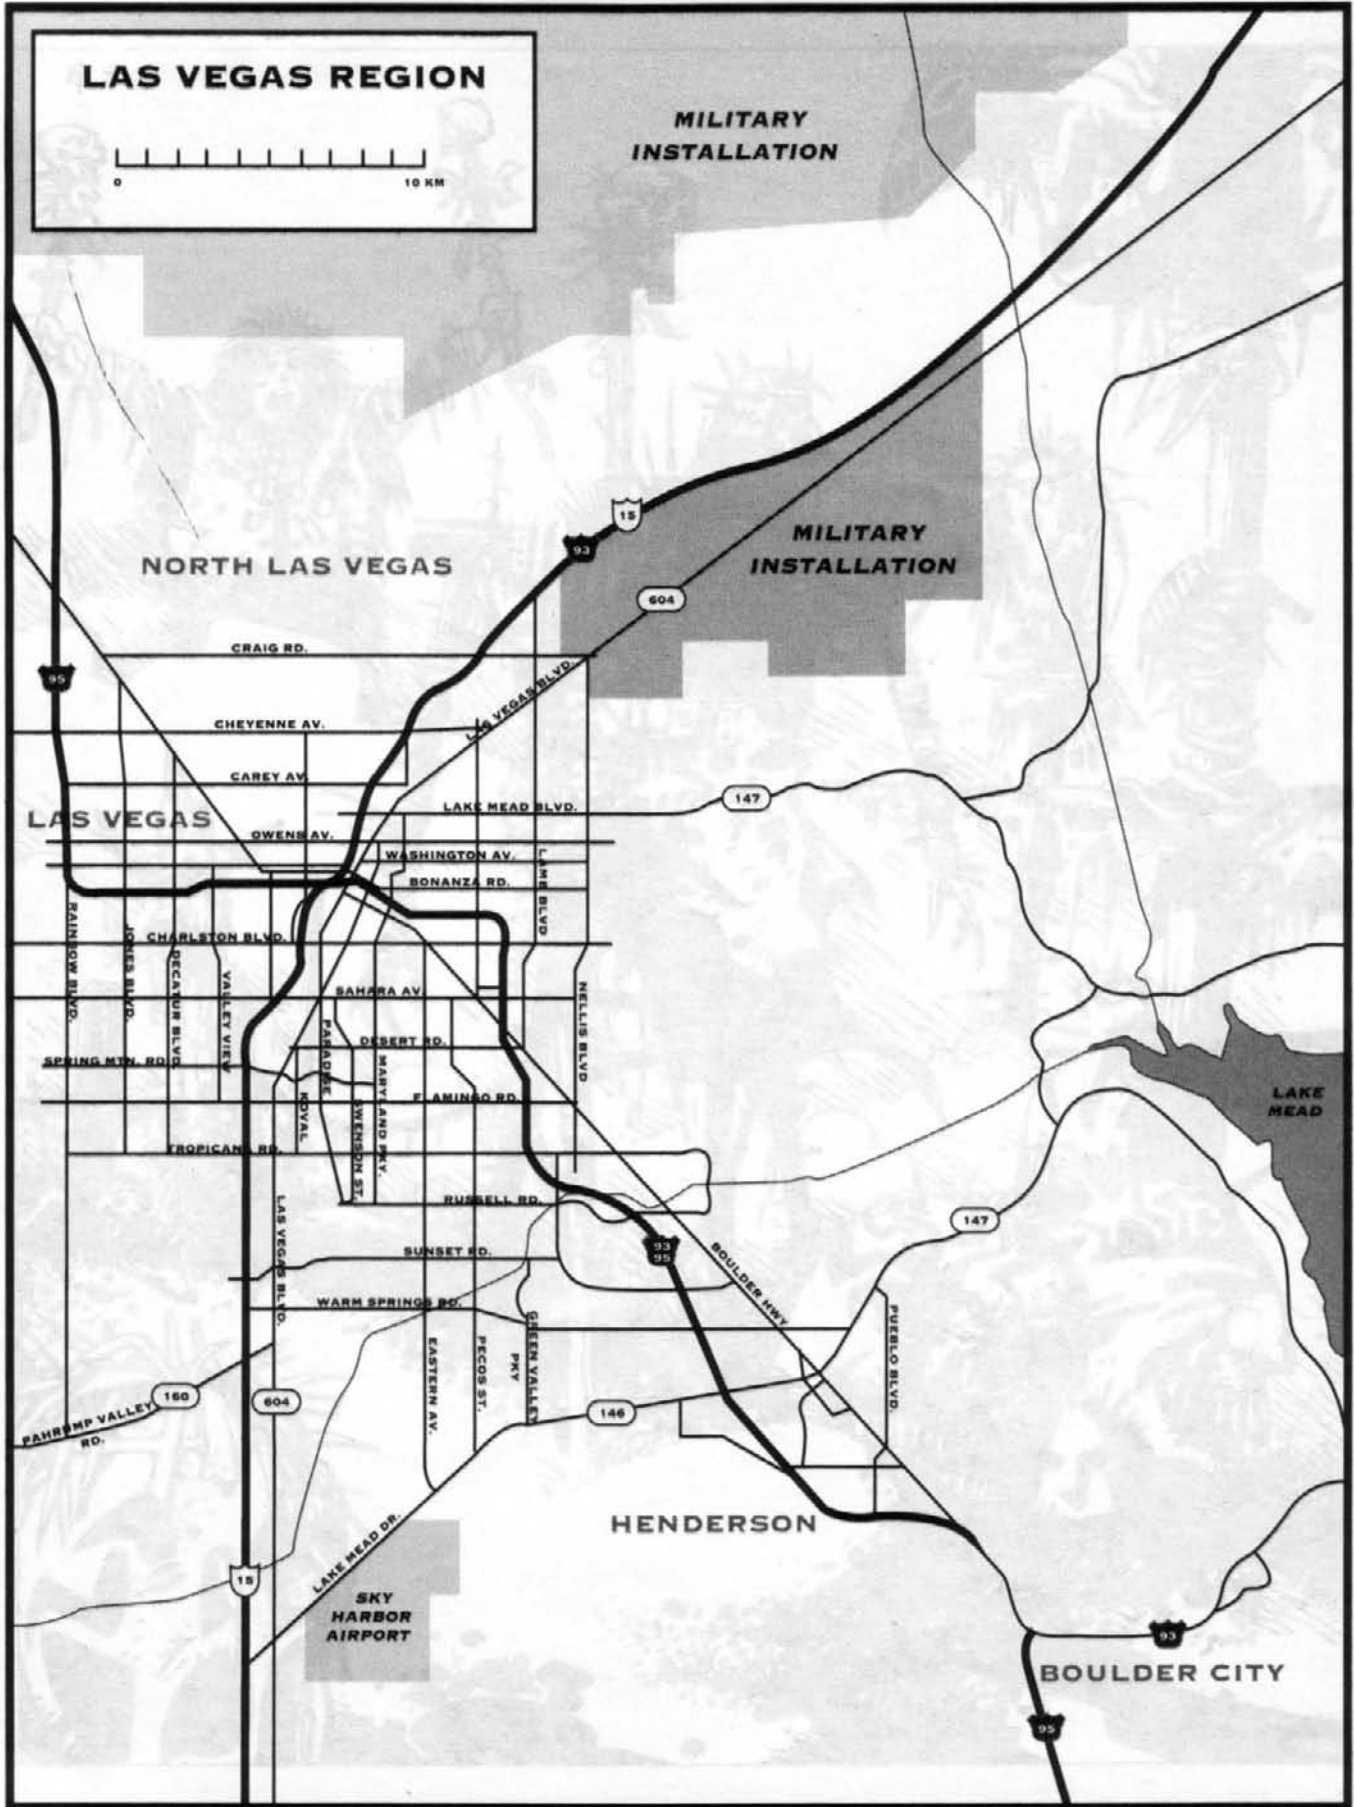 LAS VEGAS REGION
0 10 KM
MILITARY
INSTALLATION
15
93
MILITARY
INSTALLATION
NORTH LAS VEGAS
604
CRAIG RD.
95
LAS VEGAS BLVD.
CHEYENNE AV.
CAREY AV.
LAKE MEAD BLVD.
147
LAS VEGAS
OWENS AV.
WASHINGTON AV.
LAMB BLVD
BONANZA RD.
RAINBOW BLVD.
JONES BLVD.
CHARLSTON BLVD.
DECATUR BLVD.
VALLEY VIEW
SAHARA AV.
NELLIS BLVD
PARADISE
DESERT RD.
SPRING MTN. RD.
MARYLAND PKY.
KOVAL
SWENSON ST.
FLAMINGO RD.
LAKE
MEAD
TROPICANA RD.
RUSSELL RD.
LAS VEGAS BLVD.
147
SUNSET RD.
93
95
BOULDER HWY
WARM SPRINGS RD.
GREEN VALLEY
PKY
PUEBLO BLVD.
EASTERN AV.
PECOS ST.
160
604
146
PAHRUMP VALLEY
RD.
HENDERSON
LAKE MEAD DR.
15
SKY
HARBOR
AIRPORT
93
BOULDER CITY
95